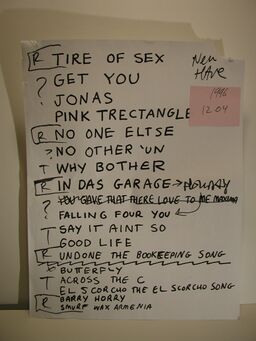 New
HAVE
1996
1204
R TIRE OF SEX
? GET YOU
? JONAS
PINK TRECTANGLE
R NO ONE ELTSE
? NO OTHER 'UN
T WHY BOTHER
R IN DAS GARAGE →
YOU GAVE THAT THERE LOVE TO ME
? FALLING FOUR YOU
T SAY IT AINT SO
T GOOD LIFE
R UNDONE THE BOOKEEPING SONG
BUTTERFLY
T ACROSS THE C
EL SCORCHO THE EL SCORCHO SONG
R BARRY HORRY
SMURF WAX ARMENIA